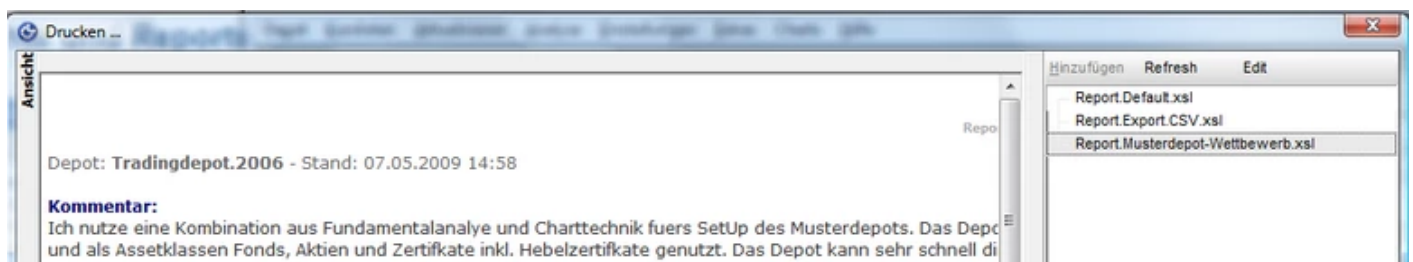 Drucken ...
Ansicht
Hinzufügen Refresh Edit
Report.Default.xsl
Report.Export.CSV.xsl
Report.Musterdepot-Wettbewerb.xsl
Repo
Depot: Tradingdepot.2006 - Stand: 07.05.2009 14:58
Kommentar:
Ich nutze eine Kombination aus Fundamentalanalye und Charttechnik fuers SetUp des Musterdepots. Das Depo
und als Assetklassen Fonds, Aktien und Zertifkate inkl. Hebelzertifkate genutzt. Das Depot kann sehr schnell di